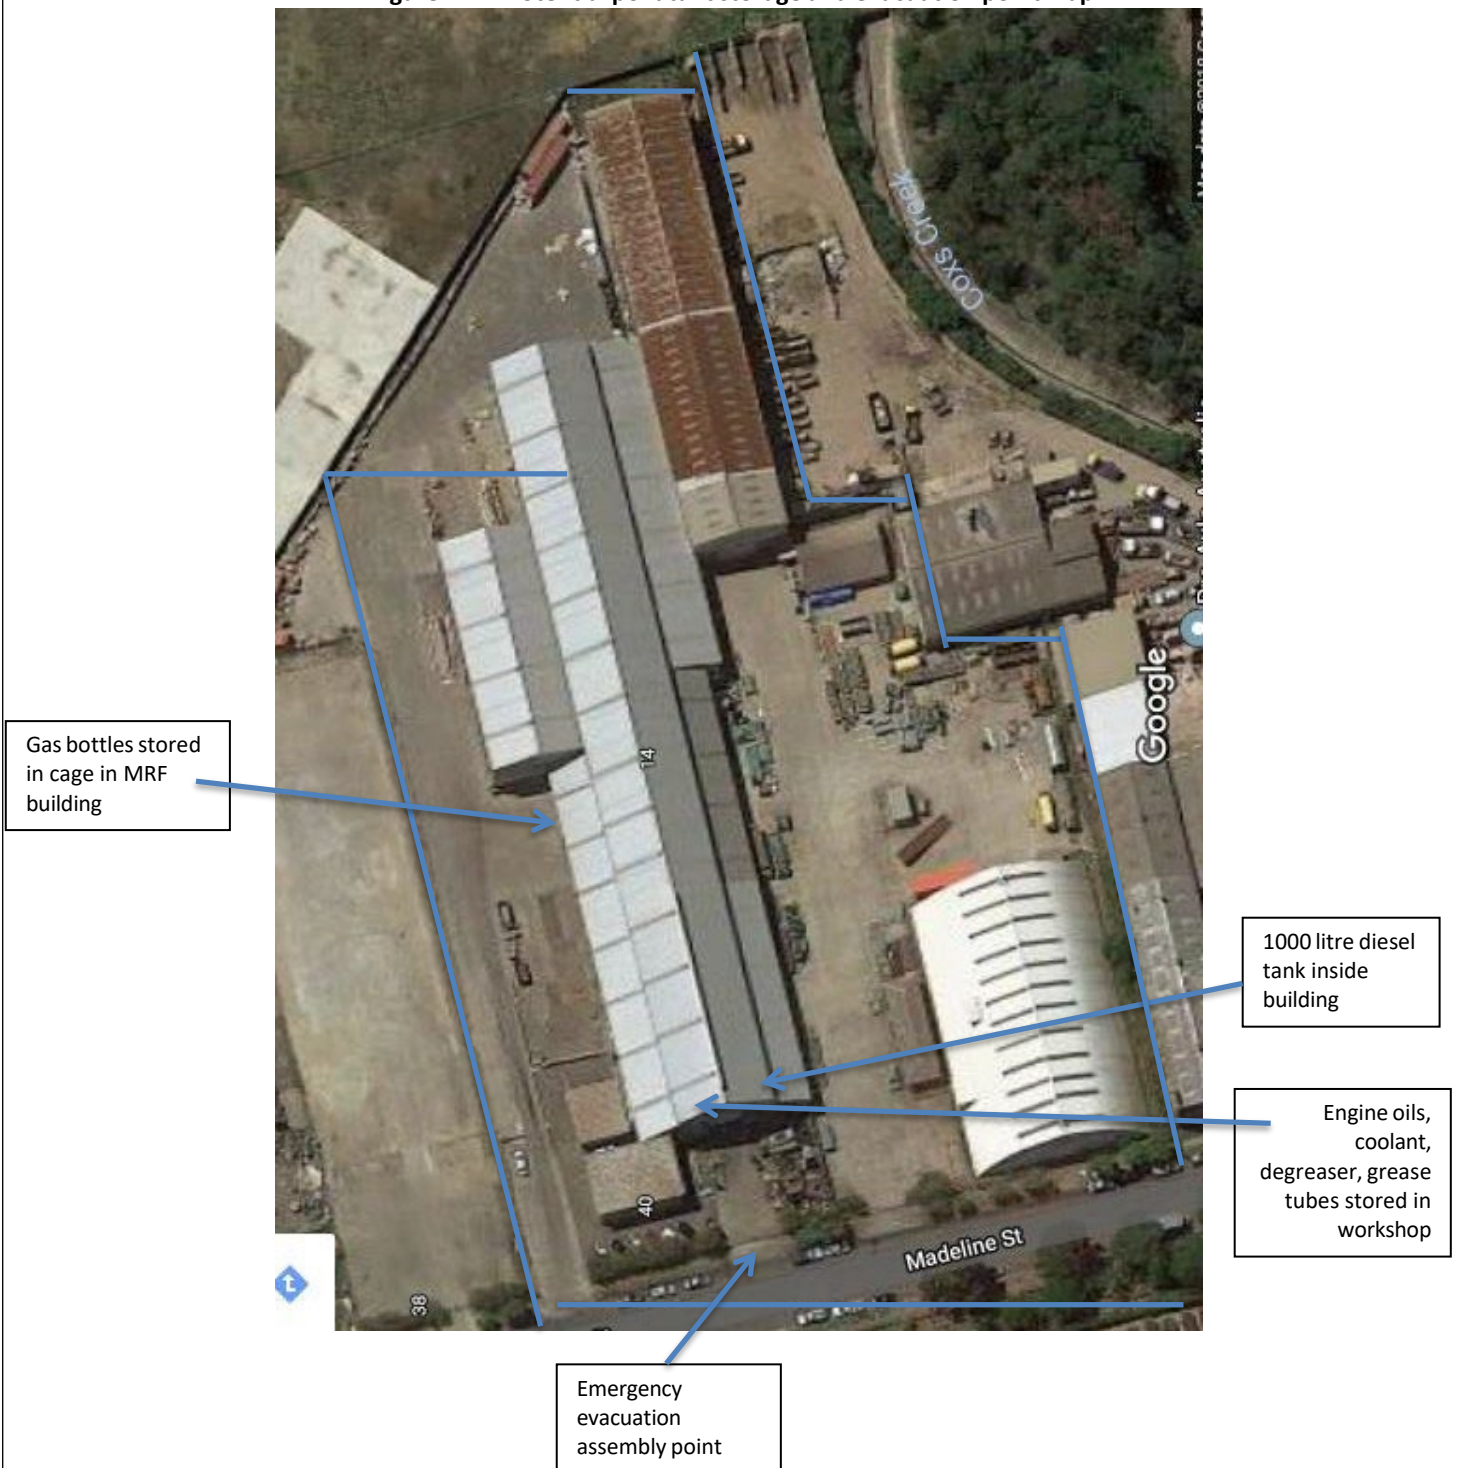 Coxs Creek
14
Google
Gas bottles stored
in cage in MRF
building
1000 litre diesel
tank inside
building
Engine oils,
coolant,
degreaser, grease
tubes stored in
workshop
40
Madeline St
38
Emergency
evacuation
assembly point